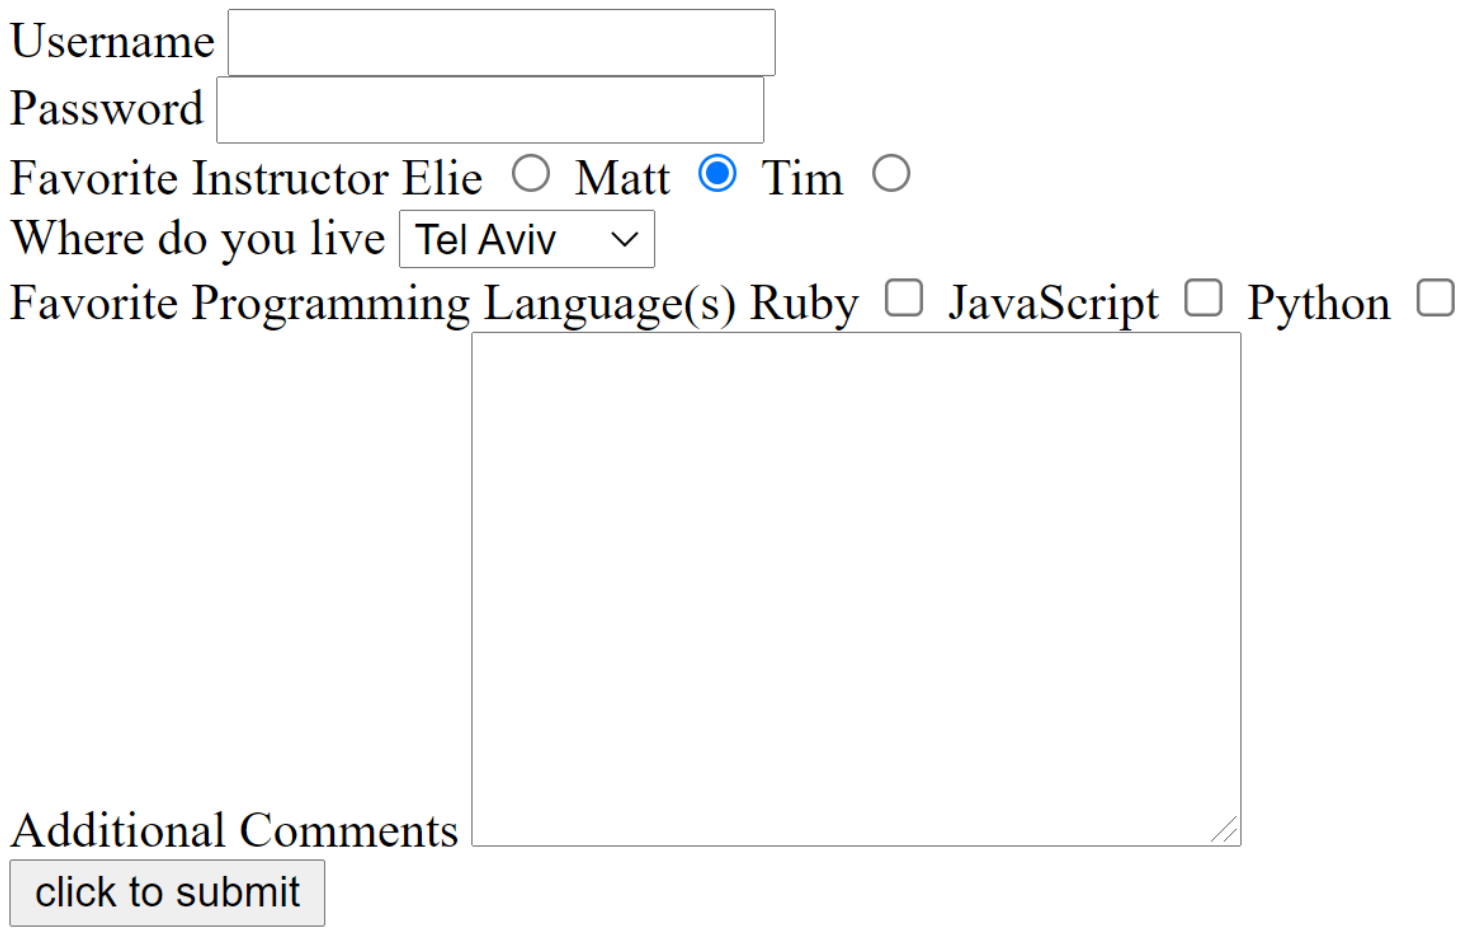 Username
Password
Favorite Instructor Elie Matt Tim
Where do you live Tel Aviv
Favorite Programming Language(s) Ruby JavaScript Python
Additional Comments
click to submit